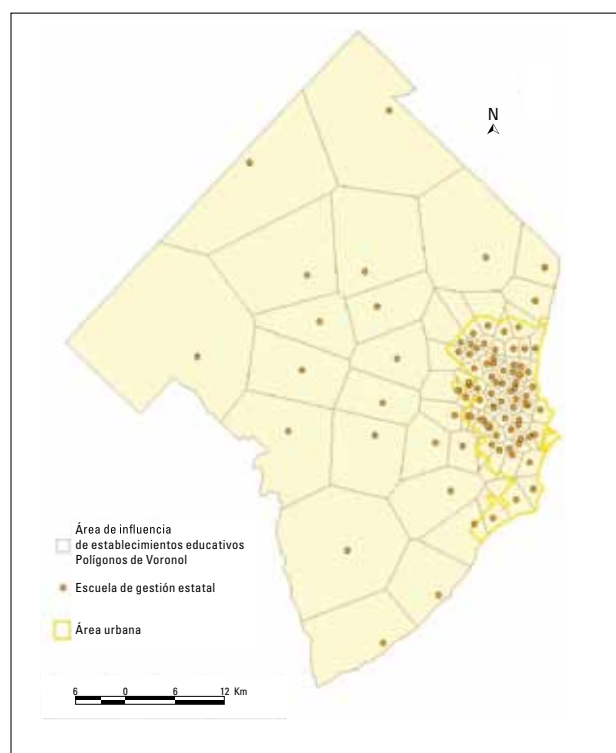 N
Área de influencia
de establecimientos educativos
Polígonos de Voronol
Escuela de gestión estatal
Área urbana
6 0 6 12 Km